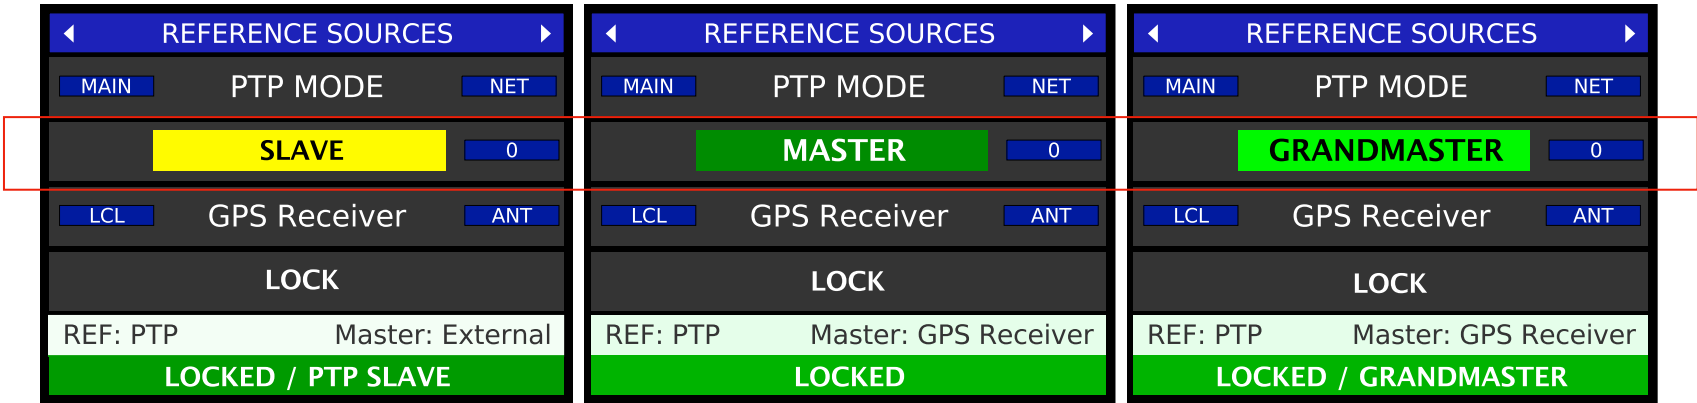 REFERENCE SOURCES
MAIN PTP MODE NET
SLAVE 0
LCL GPS Receiver ANT
LOCK
REF: PTP Master: External
LOCKED / PTP SLAVE
REFERENCE SOURCES
MAIN PTP MODE NET
MASTER 0
LCL GPS Receiver ANT
LOCK
REF: PTP Master: GPS Receiver
LOCKED
REFERENCE SOURCES
MAIN PTP MODE NET
GRANDMASTER 0
LCL GPS Receiver ANT
LOCK
REF: PTP Master: GPS Receiver
LOCKED / GRANDMASTER